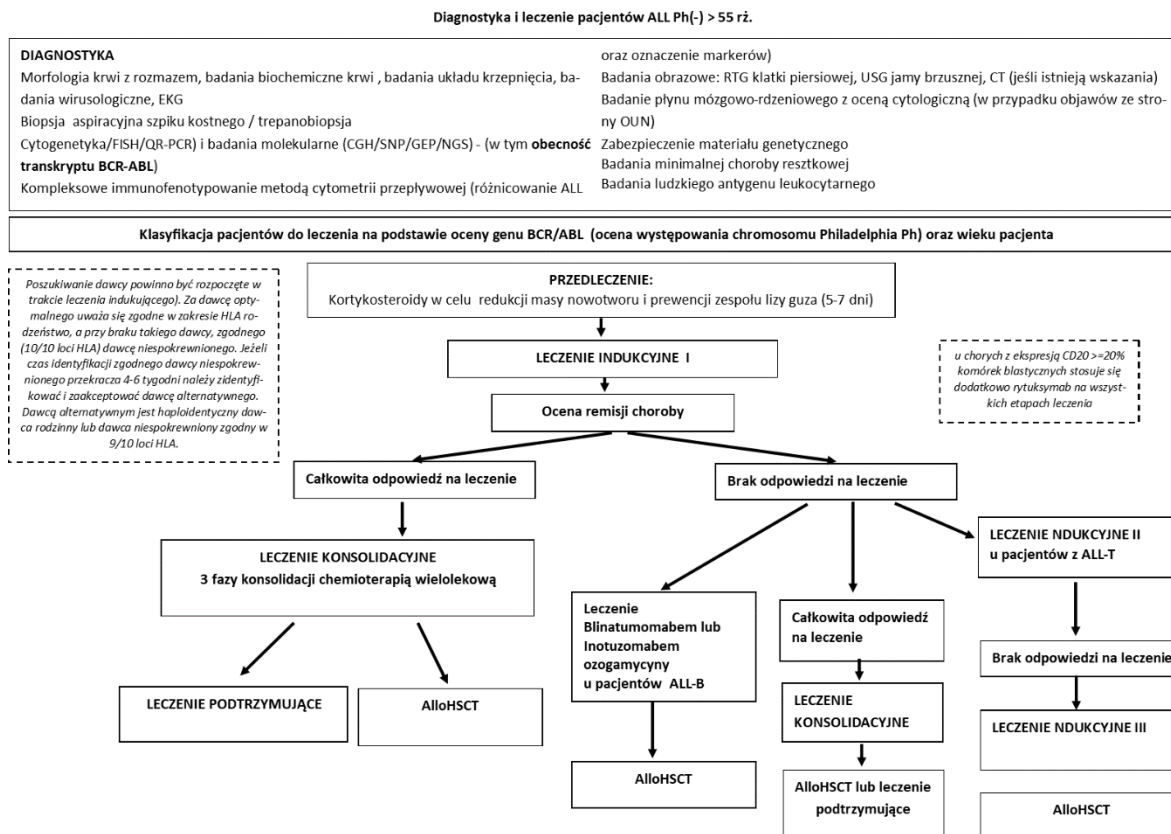 Diagnostyka i leczenie pacjentów ALL Ph(-) > 55 rż.
DIAGNOSTYKA
Morfologia krwi z rozmazem, badania biochemiczne krwi , badania układu krzepnięcia, ba-
dania wirusologiczne, EKG
Biopsja aspiracyjna szpiku kostnego / trepanobiopsja
Cytogenetyka/FISH/QR-PCR) i badania molekularne (CGH/SNP/GEP/NGS) - (w tym obecność
transkryptu BCR-ABL)
Kompleksowe immunofenotypowanie metodą cytometrii przepływowej (różnicowanie ALL
oraz oznaczenie markerów)
Badania obrazowe: RTG klatki piersiowej, USG jamy brzusznej, CT (jeśli istnieją wskazania)
Badanie płynu mózgowo-rdzeniowego z oceną cytologiczną (w przypadku objawów ze stro-
ny OUN)
Zabezpieczenie materiału genetycznego
Badania minimalnej choroby resztkowej
Badania ludzkiego antygenu leukocytarnego
Klasyfikacja pacjentów do leczenia na podstawie oceny genu BCR/ABL (ocena występowania chromosomu Philadelphia Ph) oraz wieku pacjenta
Poszukiwanie dawcy powinno być rozpoczęte w
trakcie leczenia indukującego). Za dawcę opty-
malnego uważa się zgodne w zakresie HLA ro-
dzeństwo, a przy braku takiego dawcy, zgodnego
(10/10 loci HLA) dawcę niespokrewnionego. Jeżeli
czas identyfikacji zgodnego dawcy niespokrew-
nionego przekracza 4-6 tygodni należy zidentyfi-
kować i zaakceptować dawcę alternatywnego.
Dawcą alternatywnym jest haploidentyczny daw-
ca rodzinny lub dawca niespokrewniony zgodny w
9/10 loci HLA.
PRZEDLECZENIE:
Kortykosteroidy w celu redukcji masy nowotworu i prewencji zespołu lizy guza (5-7 dni)
LECZENIE INDUKCYJNE I
u chorych z ekspresją CD20 >=20%
komórek blastycznych stosuje się
dodatkowo rytuksymab na wszyst-
kich etapach leczenia
Ocena remisji choroby
Całkowita odpowiedź na leczenie
Brak odpowiedzi na leczenie
LECZENIE KONSOLIDACYJNE
3 fazy konsolidacji chemioterapią wielolekową
LECZENIE NDUKCYJNE II
u pacjentów z ALL-T
Leczenie
Blinatumomabem lub
Inotuzomabem
ozogamycyny
u pacjentów ALL-B
Całkowita odpowiedź
na leczenie
Brak odpowiedzi na leczenie
LECZENIE PODTRZYMUJĄCE
AlloHSCT
LECZENIE
KONSOLIDACYJNE
LECZENIE NDUKCYJNE III
AlloHSCT
AlloHSCT lub leczenie
podtrzymujące
AlloHSCT